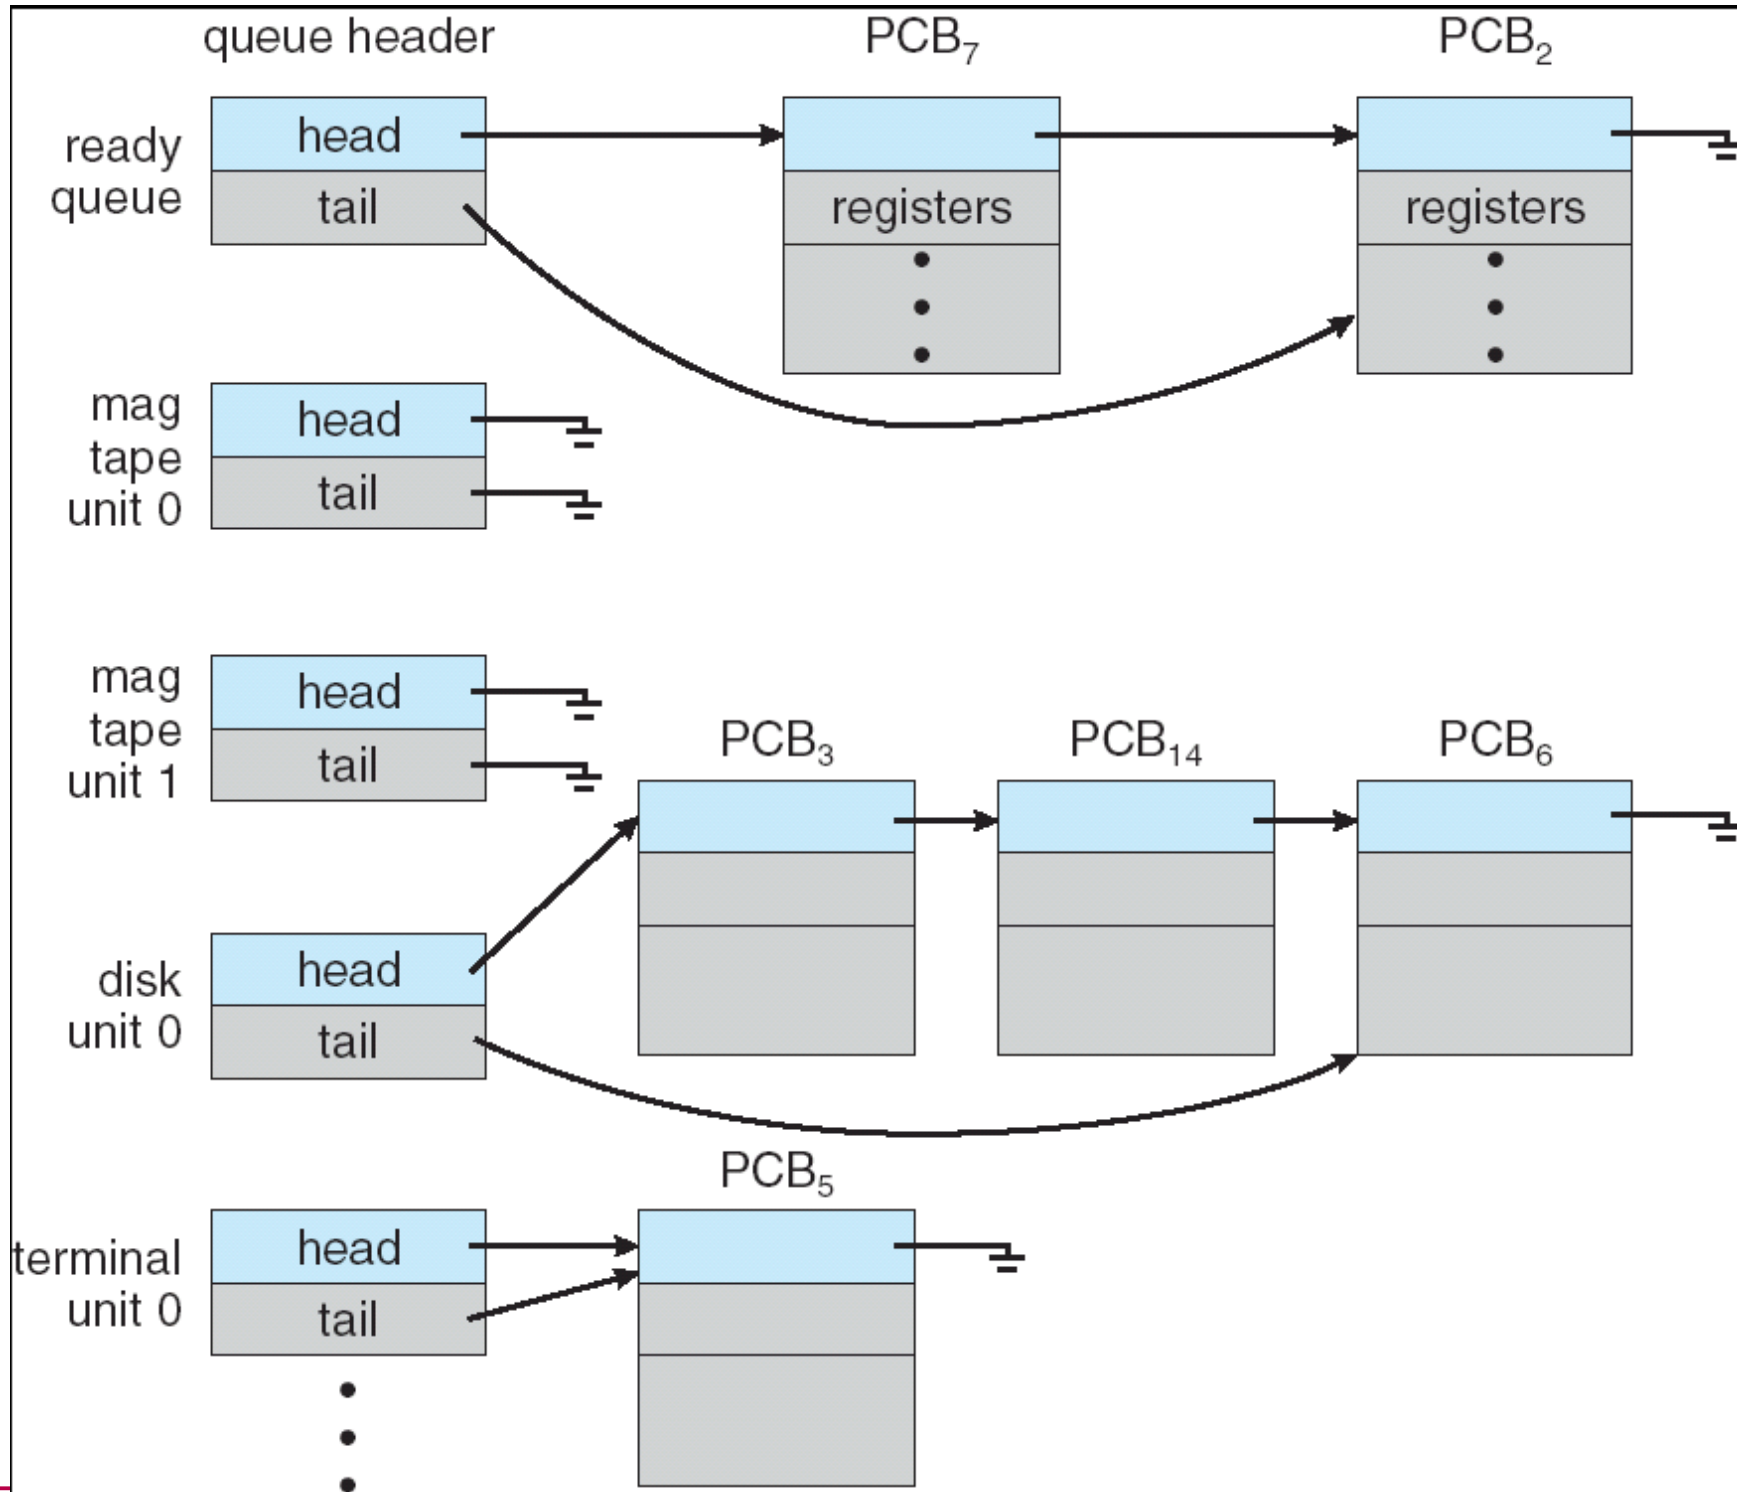 queue header
PCB₇
PCB₂
ready
queue
head
tail
registers
registers
mag
tape
unit 0
head
tail
mag
tape
unit 1
head
tail
PCB₃
PCB₁₄
PCB₆
disk
unit 0
head
tail
PCB₅
terminal
unit 0
head
tail